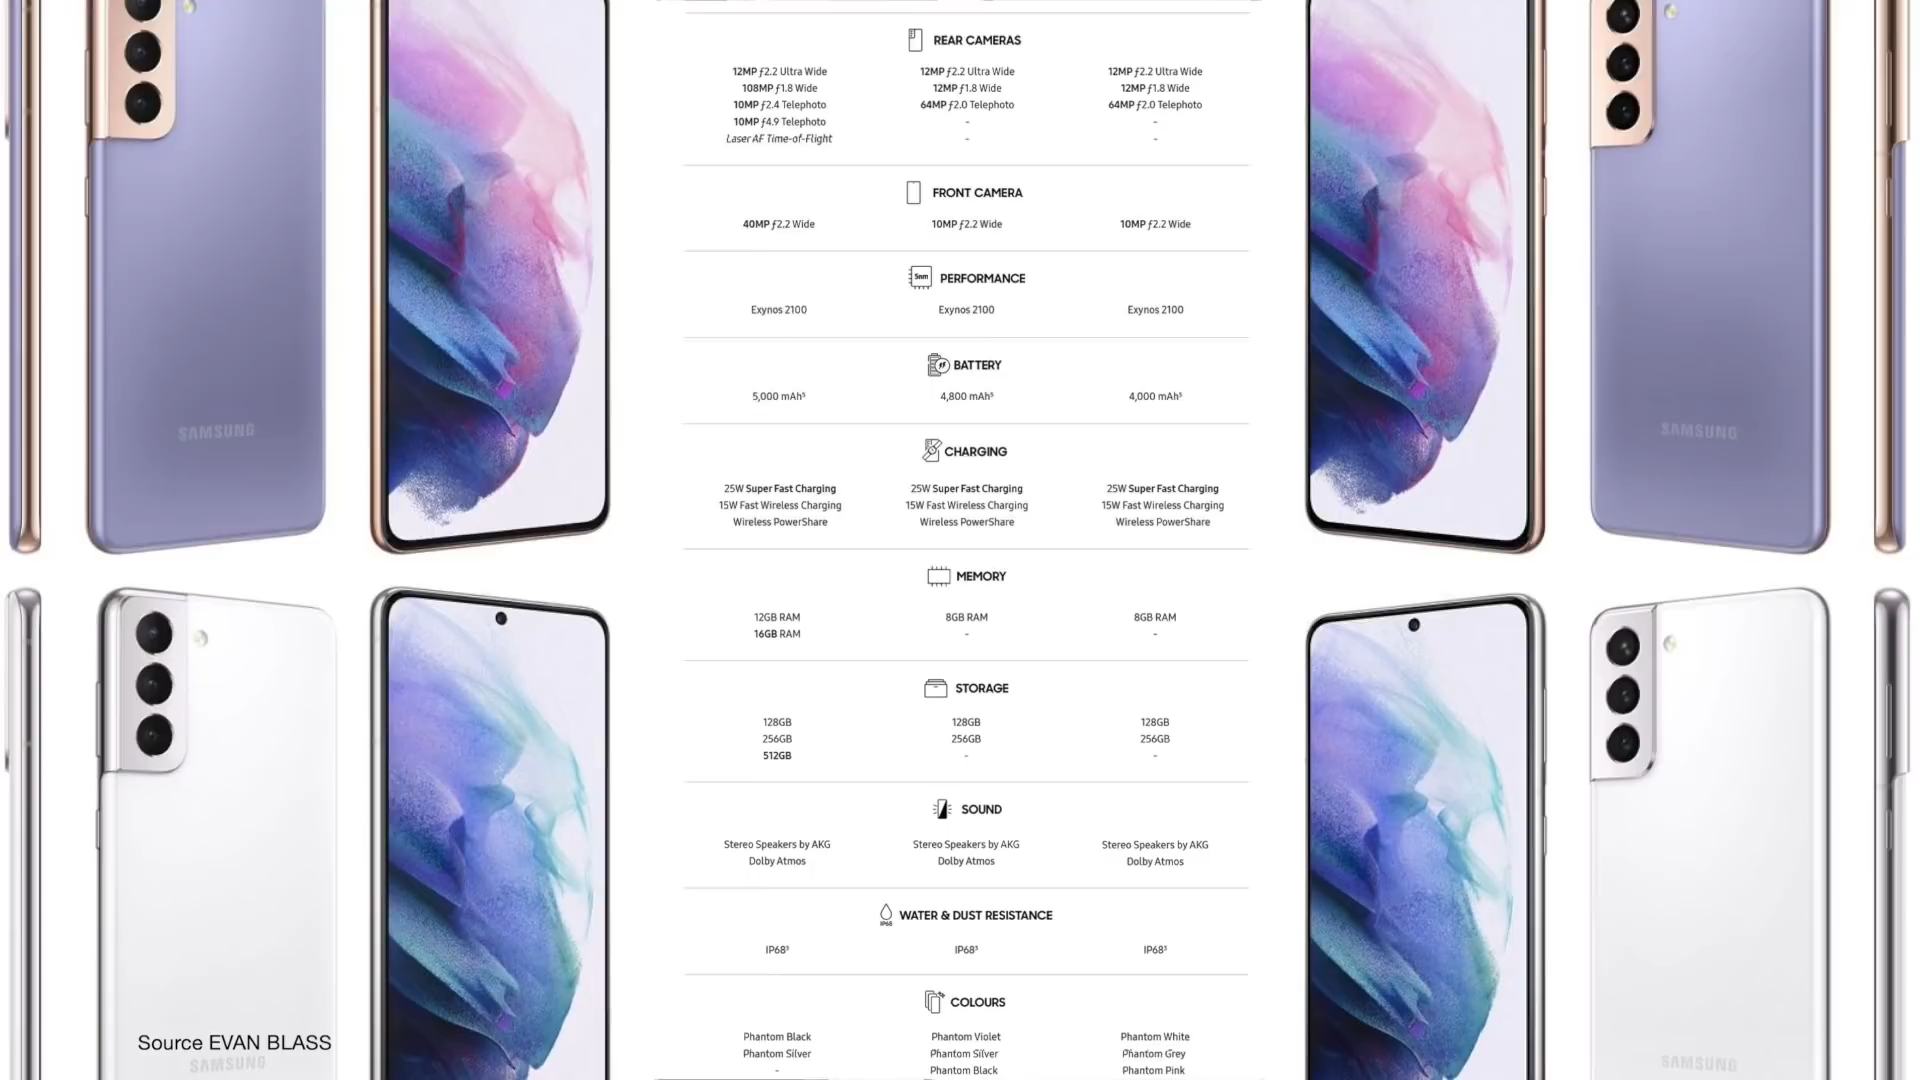 REAR CAMERAS
12MP ƒ2.2 Ultra Wide 12MP ƒ2.2 Ultra Wide 12MP ƒ2.2 Ultra Wide
108MP ƒ1.8 Wide 12MP ƒ1.8 Wide 12MP ƒ1.8 Wide
10MP ƒ2.4 Telephoto 64MP ƒ2.0 Telephoto 64MP ƒ2.0 Telephoto
10MP ƒ4.9 Telephoto - -
Laser AF Time-of-Flight - -
FRONT CAMERA
40MP ƒ2.2 Wide 10MP ƒ2.2 Wide 10MP ƒ2.2 Wide
5nm PERFORMANCE
Exynos 2100 Exynos 2100 Exynos 2100
BATTERY
5,000 mAh⁵ 4,800 mAh⁵ 4,000 mAh⁵
SAMSUNG SAMSUNG
CHARGING
25W Super Fast Charging 25W Super Fast Charging 25W Super Fast Charging
15W Fast Wireless Charging 15W Fast Wireless Charging 15W Fast Wireless Charging
Wireless PowerShare Wireless PowerShare Wireless PowerShare
MEMORY
12GB RAM 8GB RAM 8GB RAM
16GB RAM - -
STORAGE
128GB 128GB 128GB
256GB 256GB 256GB
512GB - -
SOUND
Stereo Speakers by AKG Stereo Speakers by AKG Stereo Speakers by AKG
Dolby Atmos Dolby Atmos Dolby Atmos
IP68 WATER & DUST RESISTANCE
IP68³ IP68³ IP68³
COLOURS
Phantom Black Phantom Violet Phantom White
Phantom Silver Phantom Silver Phantom Grey
- Phantom Black Phantom Pink
Source EVAN BLASS
SAMSUNG SAMSUNG